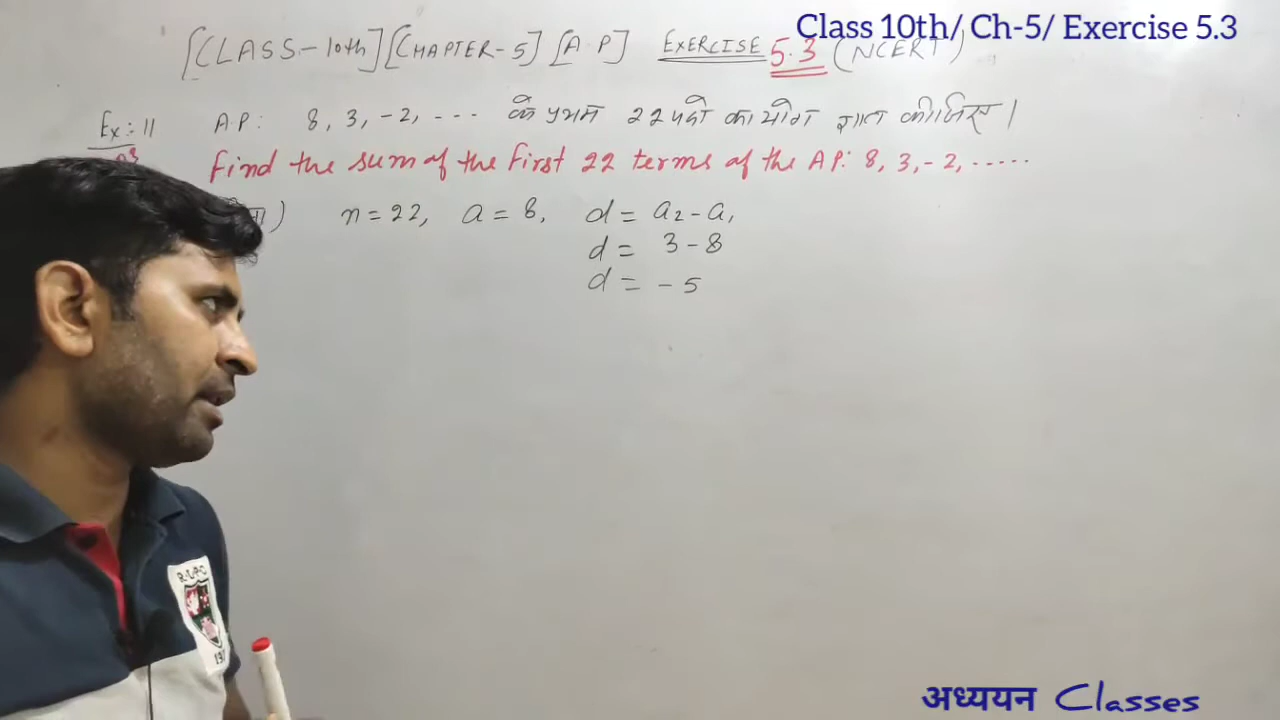 Class 10th/ Ch-5/ Exercise 5.3
[CLASS-10th] [CHAPTER-5] [A.P] EXERCISE 5.3 (NCERT)
Ex:-11 A.P: 8, 3, -2, --- के प्रथम 22 पदों का योग ज्ञात कीजिए।
Find the sum of the First 22 terms of the AP: 8, 3, -2, .....
n = 22, a = 8, d = a2 - a1
d = 3 - 8
d = - 5
R.U.P.C
अध्ययन Classes